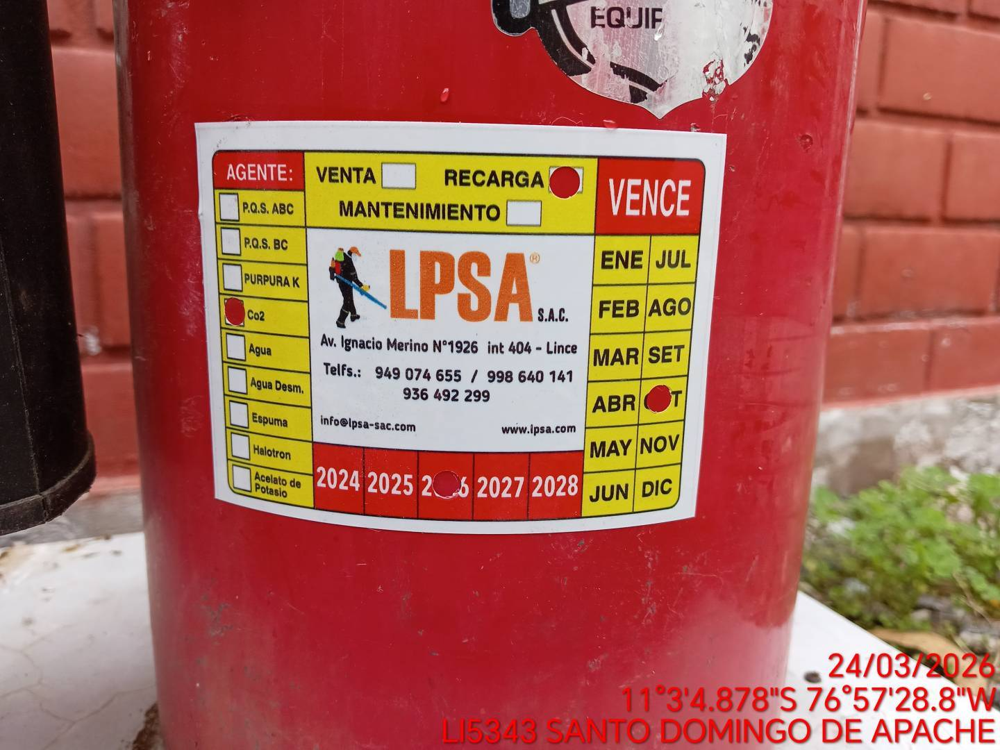 EQUIP
AGENTE:
P.Q.S. ABC
P.Q.S. BC
PURPURA K
Co2
Agua
Agua Desm.
Espuma
Halotron
Acelato de
Potasio
VENTA RECARGA
MANTENIMIENTO
LPSA®
S.A.C.
Av. Ignacio Merino N°1926 int 404 - Lince
Telfs.: 949 074 655 / 998 640 141
936 492 299
info@lpsa-sac.com www.lpsa.com
2024 2025 2026 2027 2028
VENCE
ENE JUL
FEB AGO
MAR SET
ABR OCT
MAY NOV
JUN DIC
24/03/2026
11°3'4.878"S 76°57'28.8"W
LI5343 SANTO DOMINGO DE APACHE